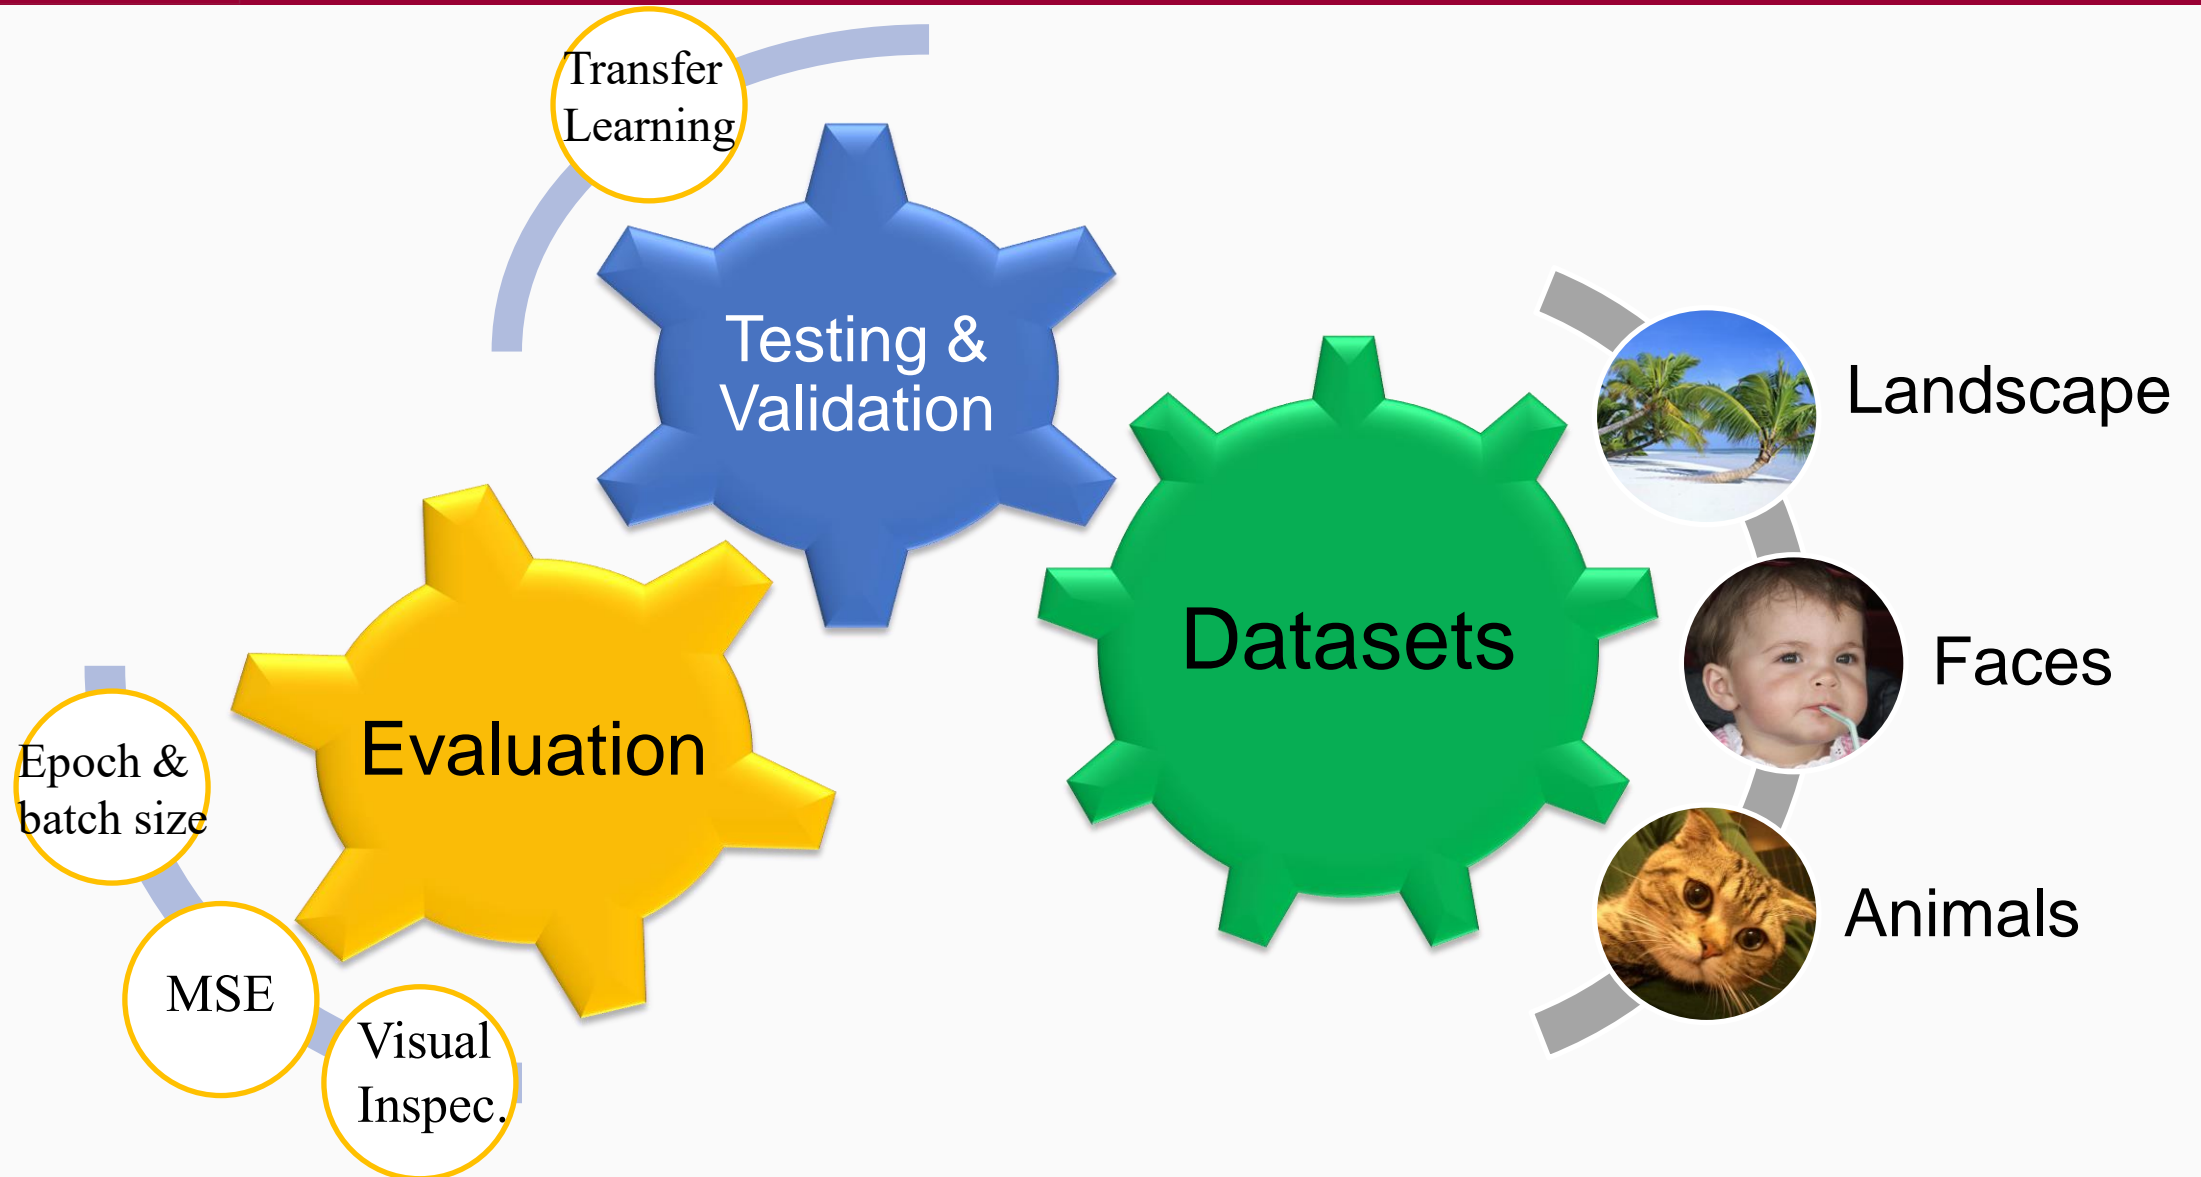 Transfer
Learning
Testing &
Validation
Datasets
Landscape
Faces
Animals
Evaluation
Epoch &
batch size
MSE
Visual
Inspec.